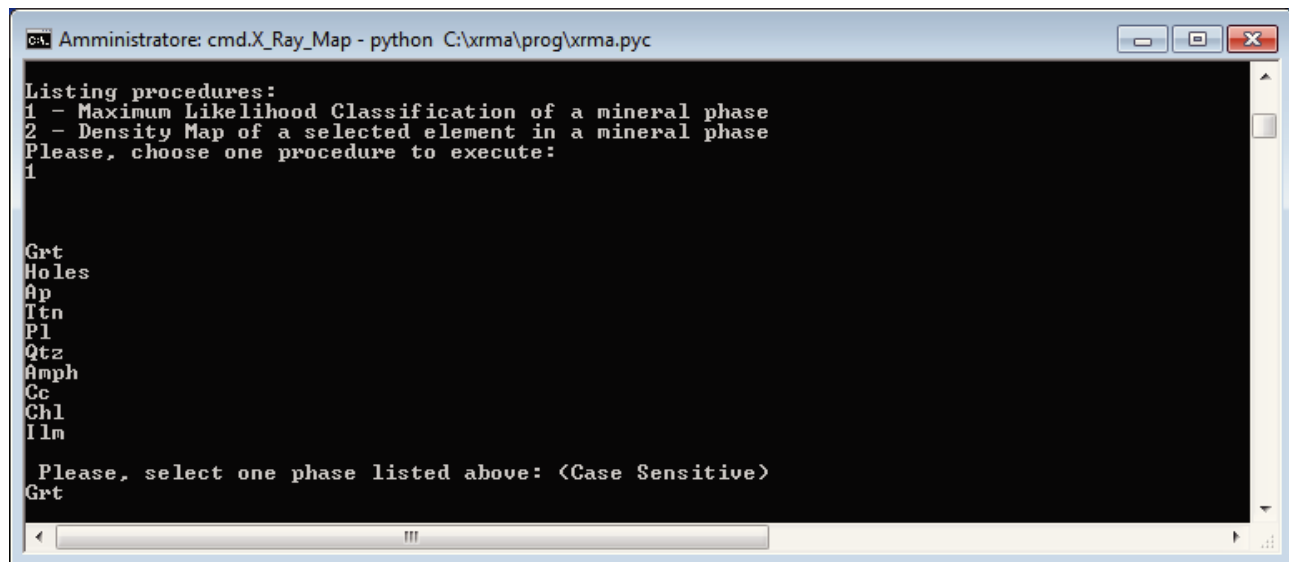 Amministratore: cmd.X_Ray_Map - python C:\xrma\prog\xrma.pyc
Listing procedures:
1 - Maximum Likelihood Classification of a mineral phase
2 - Density Map of a selected element in a mineral phase
Please, choose one procedure to execute:
1
Grt
Holes
Ap
Ttn
Pl
Qtz
Amph
Cc
Chl
Ilm
Please, select one phase listed above: (Case Sensitive)
Grt